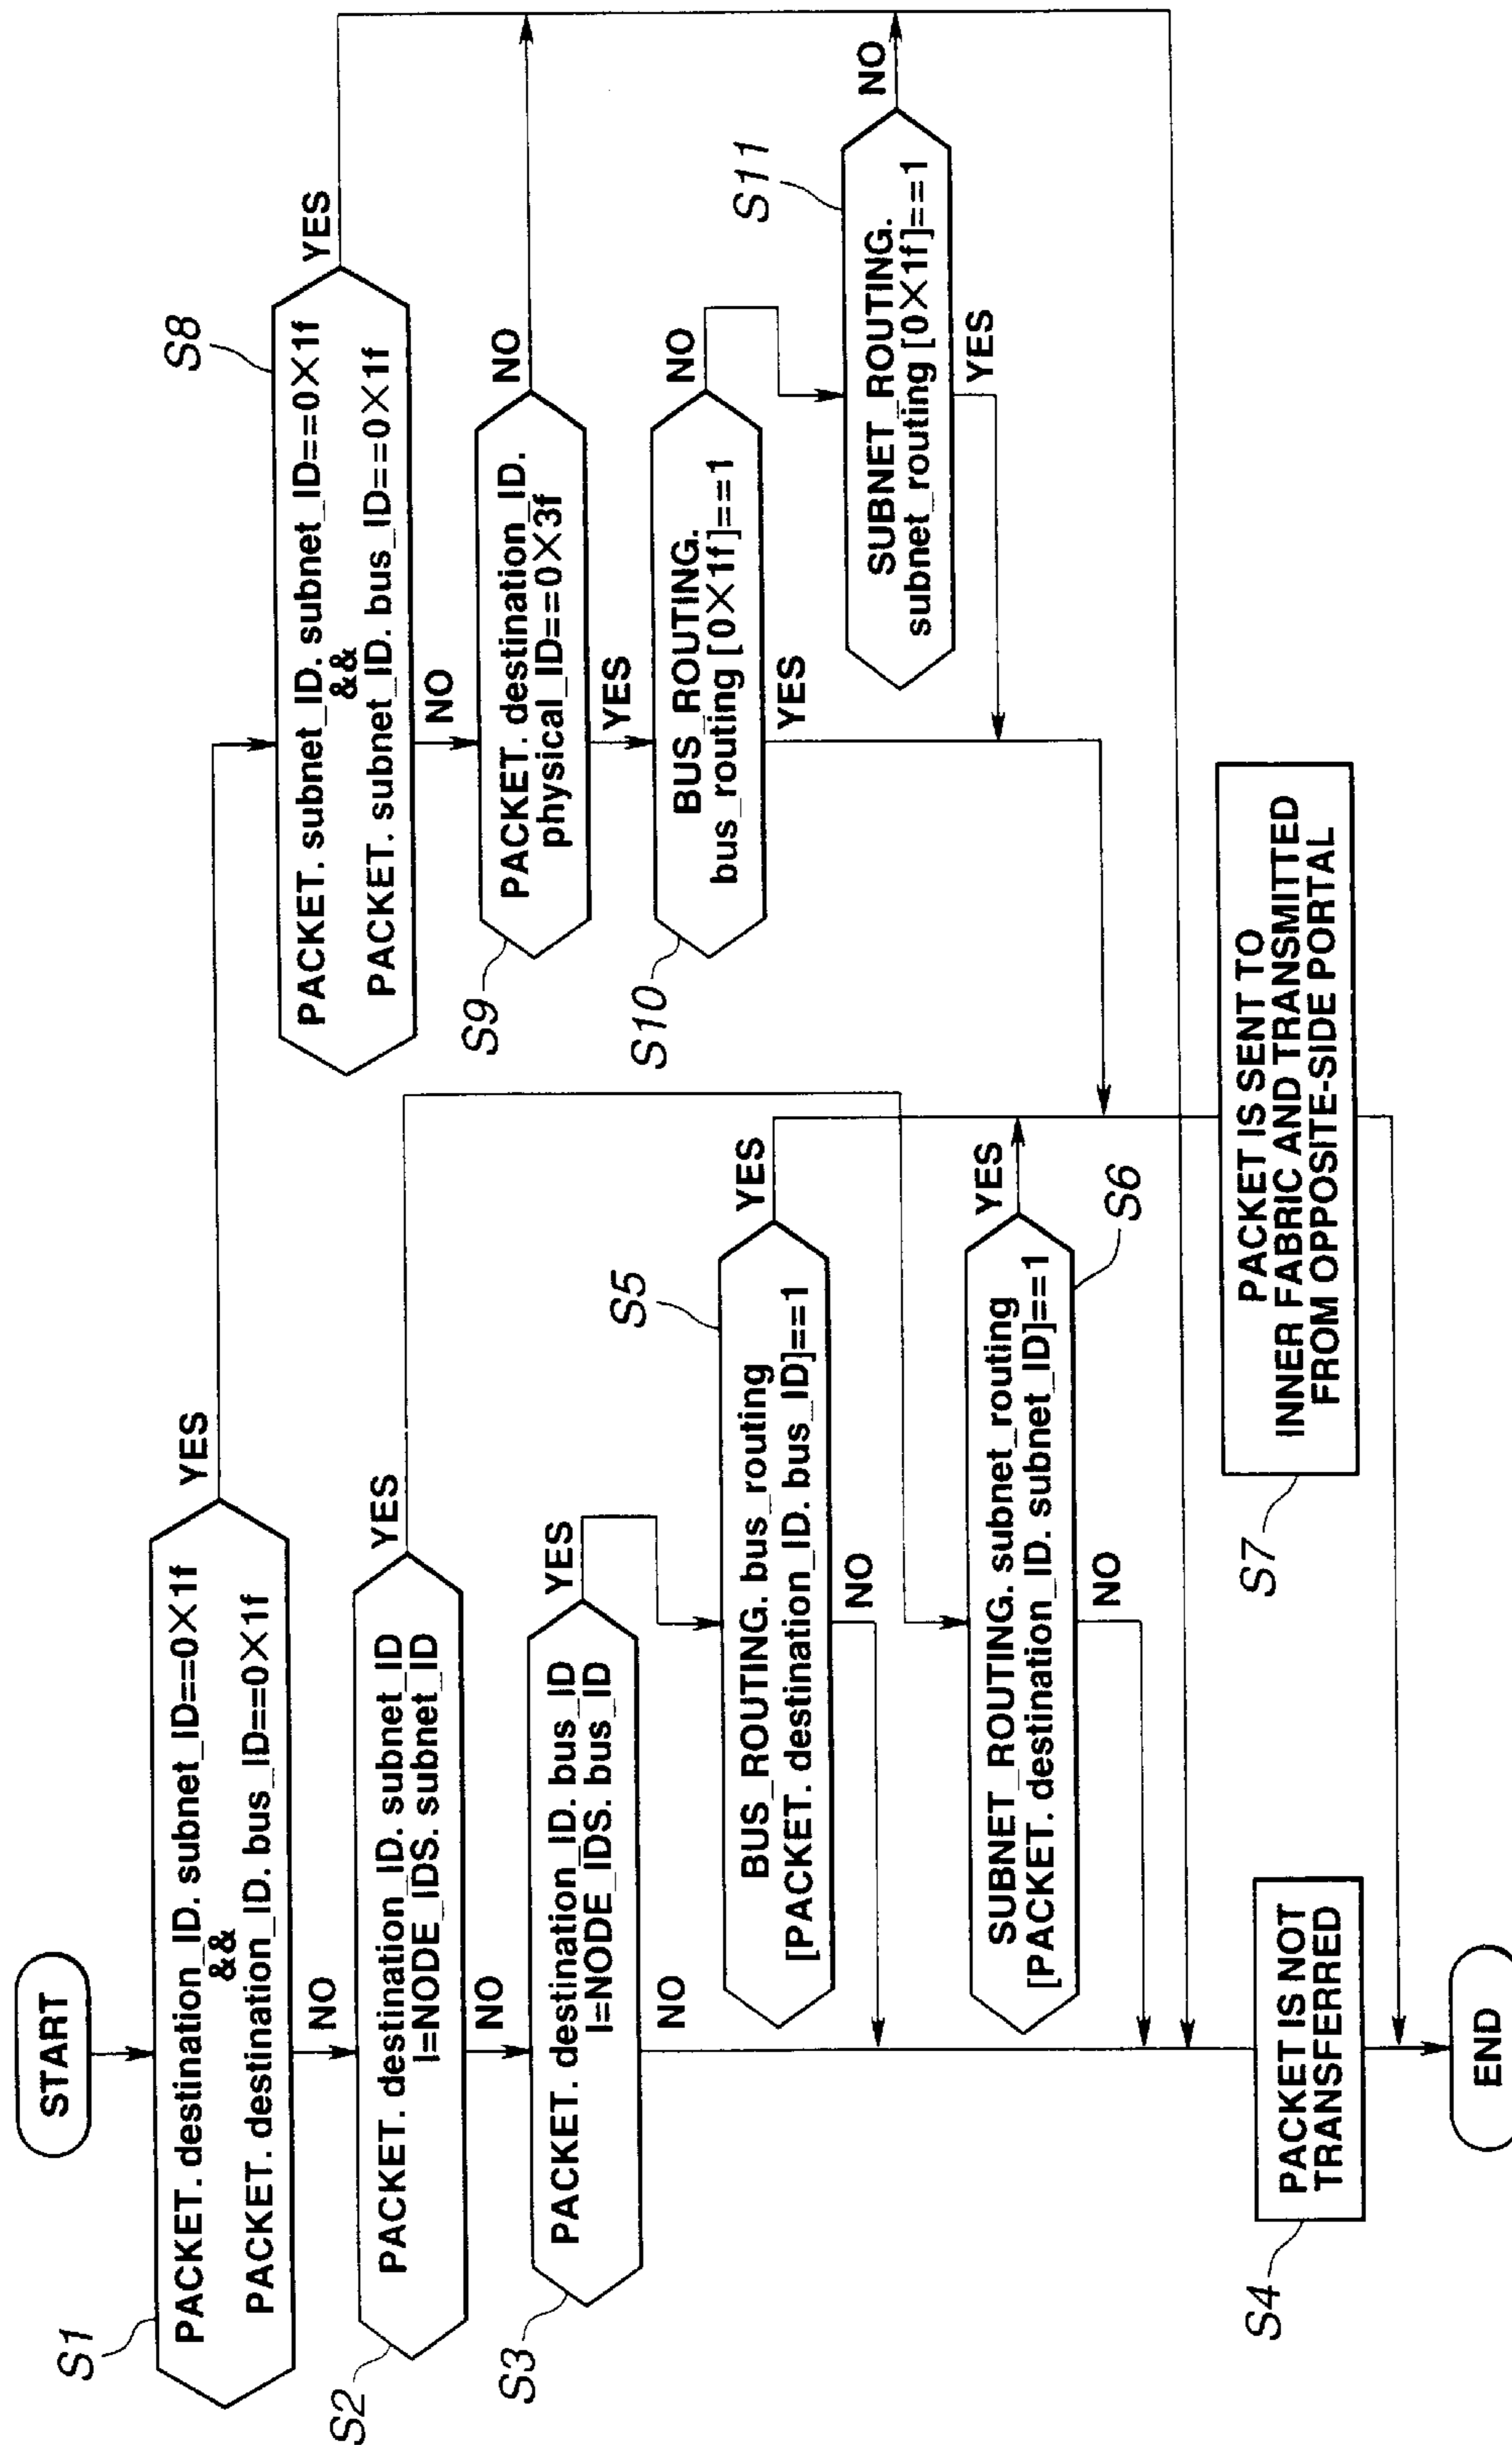 START
S1
PACKET. destination_ID. subnet_ID==0×1f
&&
PACKET. destination_ID. bus_ID==0×1f
YES
NO
S2
PACKET. destination_ID. subnet_ID
!=NODE_IDS. subnet_ID
YES
NO
S3
PACKET. destination_ID. bus_ID
!=NODE_IDS. bus_ID
YES
NO
S5
BUS_ROUTING. bus_routing
[PACKET. destination_ID. bus_ID]==1
YES
NO
S6
SUBNET_ROUTING. subnet_routing
[PACKET. destination_ID. subnet_ID]==1
YES
NO
S4
PACKET IS NOT
TRANSFERRED
END
S8
PACKET. subnet_ID. subnet_ID==0×1f
&&
PACKET. subnet_ID. bus_ID==0×1f
YES
NO
S9
PACKET. destination_ID.
physical_ID==0×3f
NO
YES
S10
BUS_ROUTING.
bus_routing [0×1f]==1
NO
YES
S11
SUBNET_ROUTING.
subnet_routing [0×1f]==1
NO
YES
S7
PACKET IS SENT TO
INNER FABRIC AND TRANSMITTED
FROM OPPOSITE-SIDE PORTAL